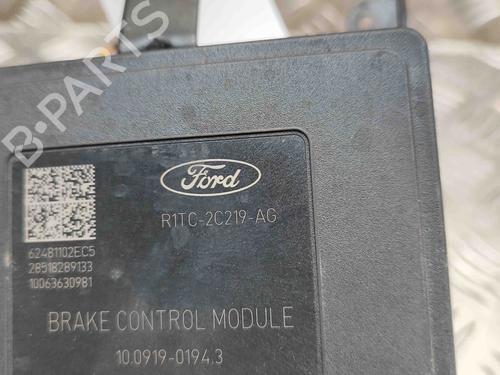 B-PARTS
Ford
R1TC-2C219-AG
62481102EC5
28518289133
10063630981
BRAKE CONTROL MODULE
10.0919-0194.3